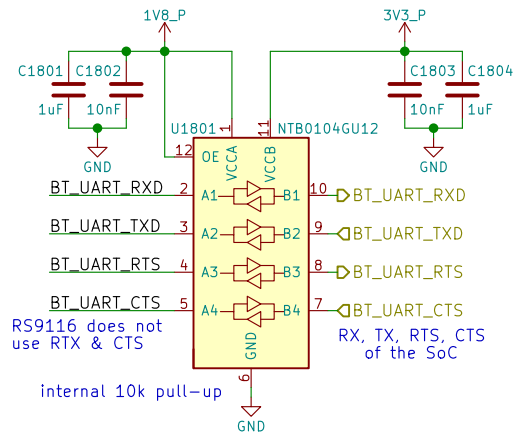 1V8_P
3V3_P
C1801
C1802
C1803
C1804
1uF
10nF
10nF
1uF
GND
GND
U1801
1
11
NTB0104GU12
12
OE
VCCA
VCCB
BT_UART_RXD
2
A1
B1
10
BT_UART_RXD
BT_UART_TXD
3
A2
B2
9
BT_UART_TXD
BT_UART_RTS
4
A3
B3
8
BT_UART_RTS
BT_UART_CTS
5
A4
B4
7
BT_UART_CTS
RS9116 does not
use RTX & CTS
GND
RX, TX, RTS, CTS
of the SoC
6
internal 10k pull-up
GND